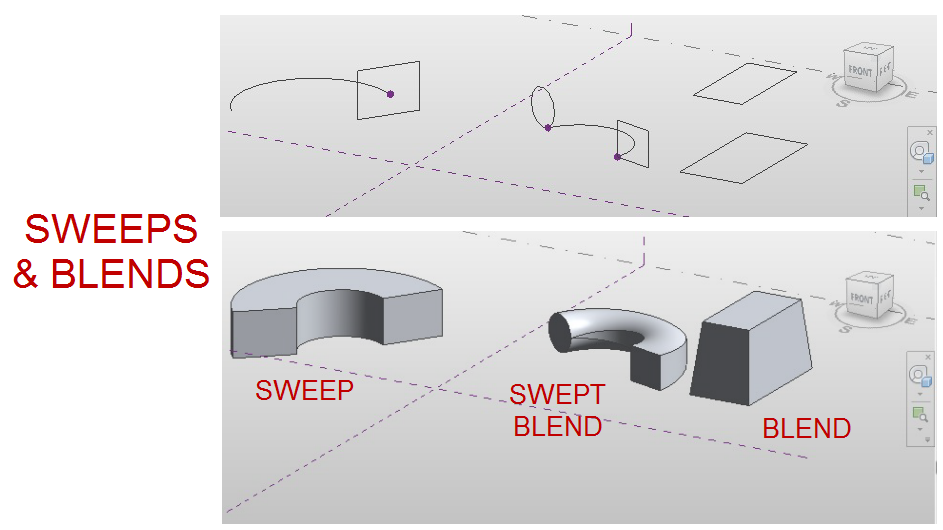 FRONT
W
S
E
SWEEPS
& BLENDS
FRONT
W
S
E
SWEEP
SWEPT
BLEND
BLEND